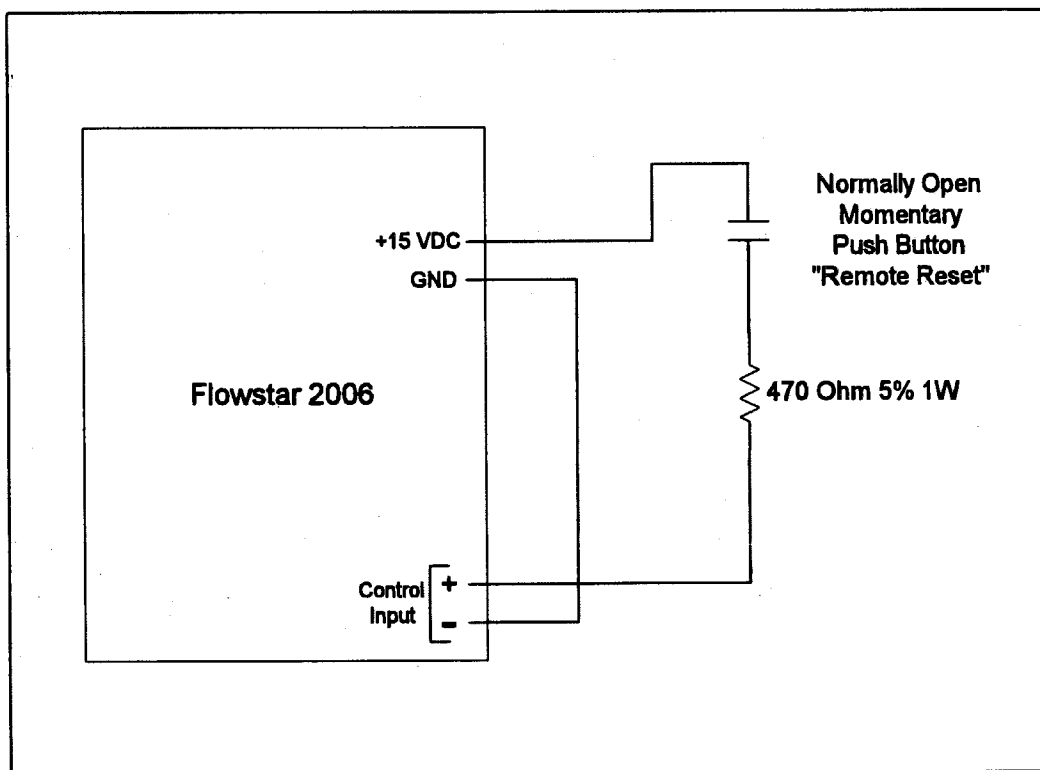 Normally Open
Momentary
Push Button
"Remote Reset"
+15 VDC
GND
Flowstar 2006
470 Ohm 5% 1W
Control
Input
+
-